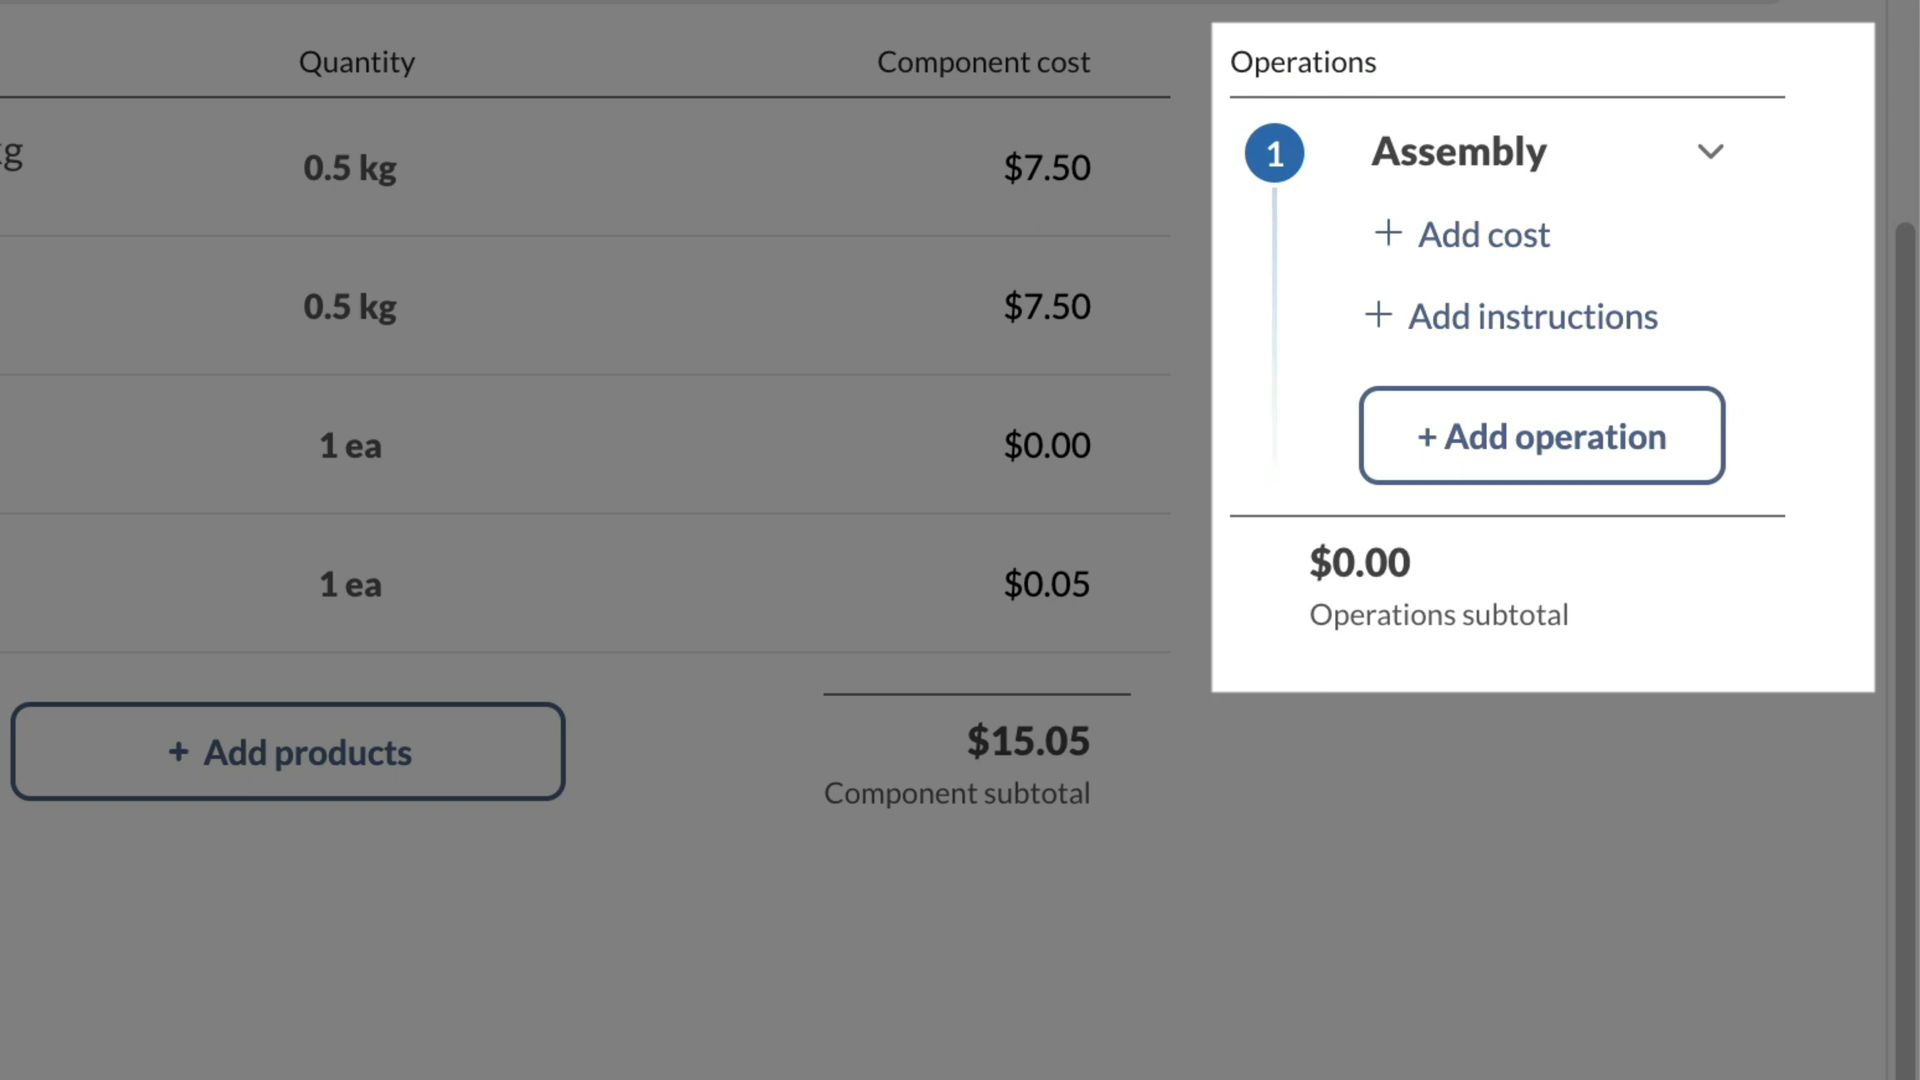 Quantity
Component cost
0.5 kg
$7.50
0.5 kg
$7.50
1 ea
$0.00
1 ea
$0.05
+ Add products
$15.05
Component subtotal
Operations
1
Assembly
+ Add cost
+ Add instructions
+ Add operation
$0.00
Operations subtotal